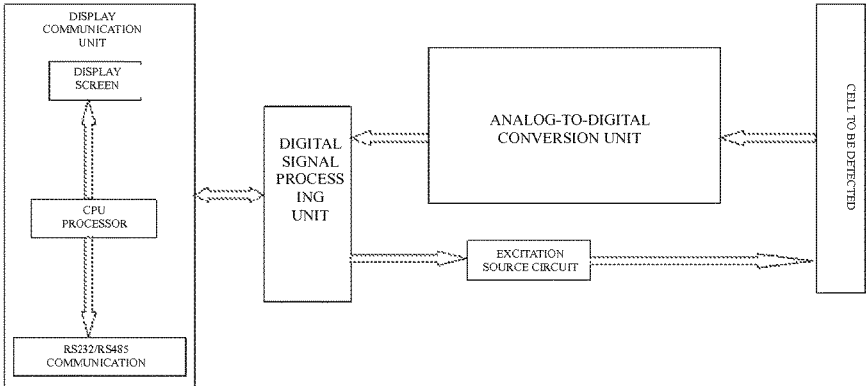 DISPLAY
COMMUNICATION
UNIT
DISPLAY
SCREEN
CPU
PROCESSOR
RS232/RS485
COMMUNICATION
DIGITAL
SIGNAL
PROCESS
ING
UNIT
ANALOG-TO-DIGITAL
CONVERSION UNIT
EXCITATION
SOURCE CIRCUIT
CELL TO BE DETECTED